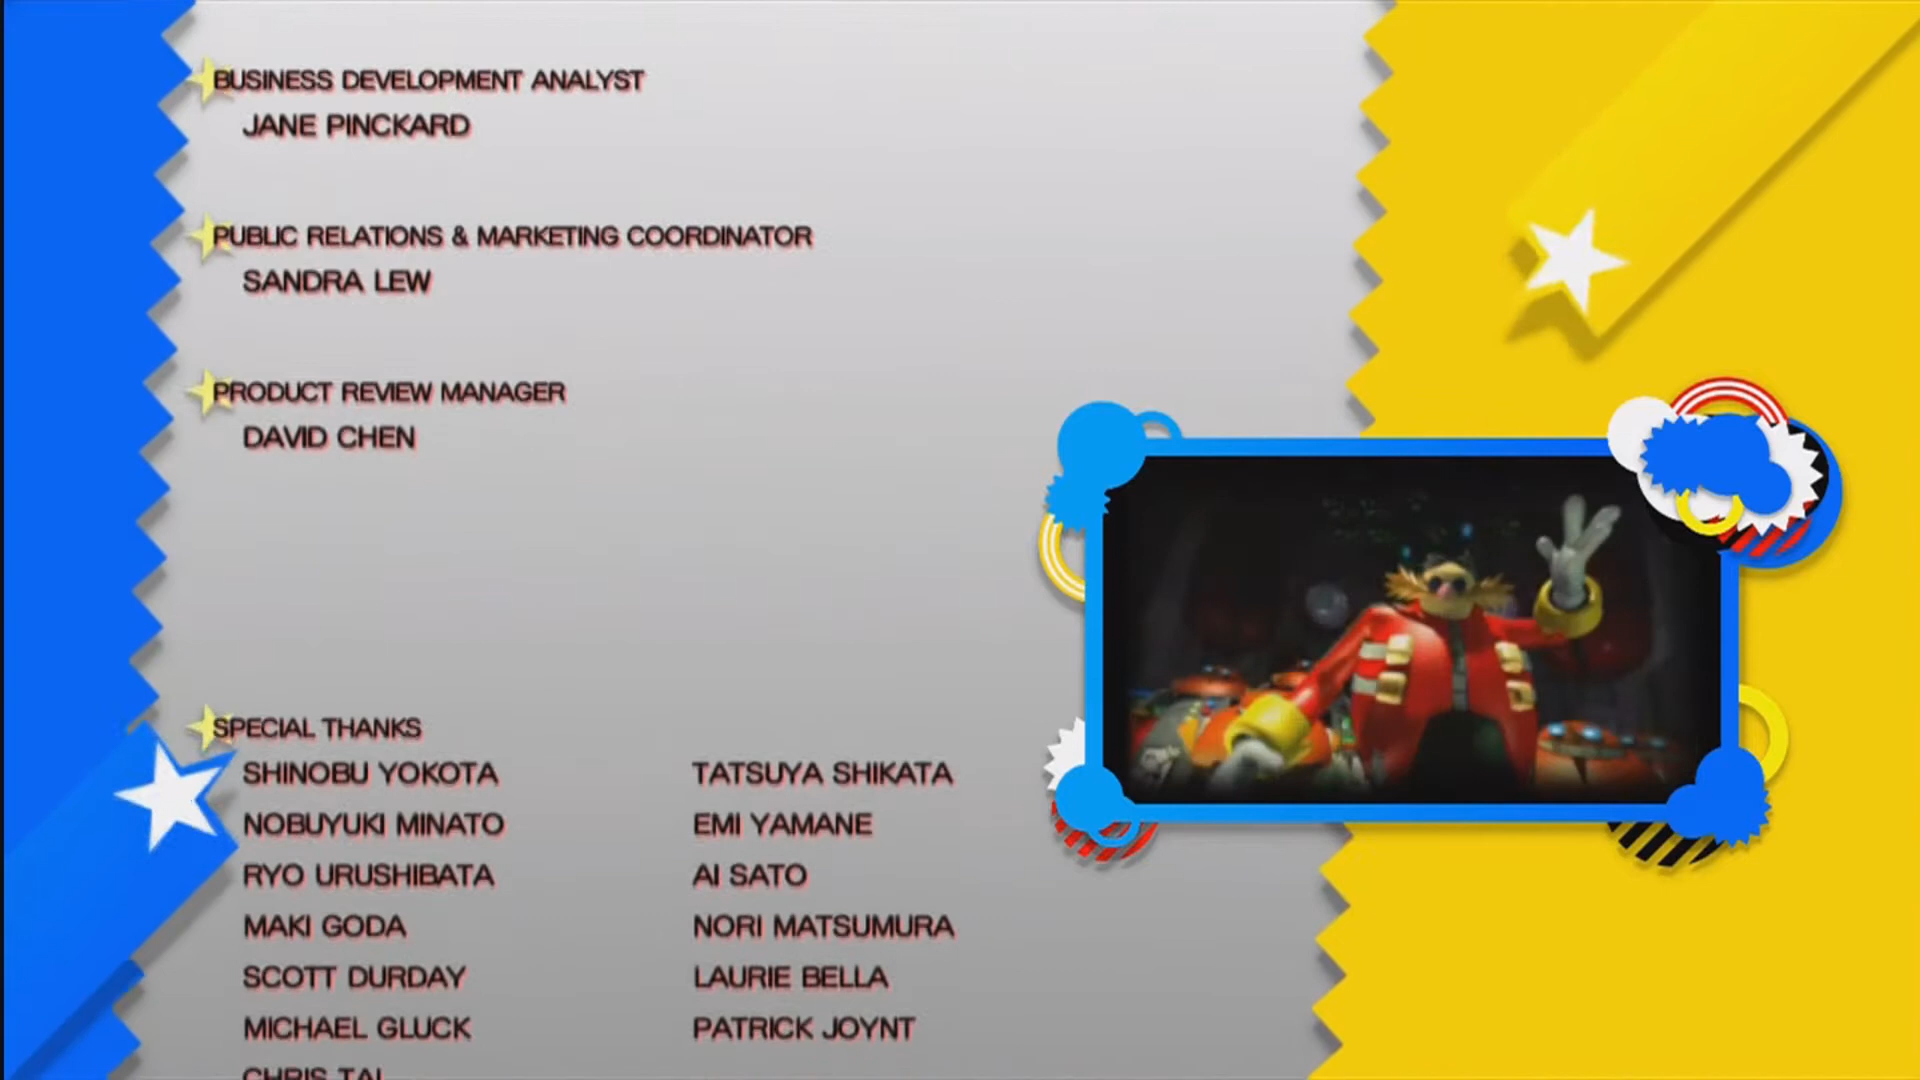 BUSINESS DEVELOPMENT ANALYST
JANE PINCKARD
PUBLIC RELATIONS & MARKETING COORDINATOR
SANDRA LEW
PRODUCT REVIEW MANAGER
DAVID CHEN
SPECIAL THANKS
SHINOBU YOKOTA TATSUYA SHIKATA
NOBUYUKI MINATO EMI YAMANE
RYO URUSHIBATA AI SATO
MAKI GODA NORI MATSUMURA
SCOTT DURDAY LAURIE BELLA
MICHAEL GLUCK PATRICK JOYNT
CHRIS